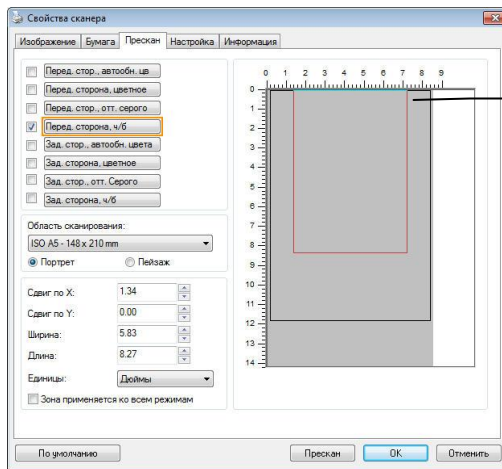 Свойства сканера
Изображение Бумага Прескан Настройка Информация
Перед. стор., автообн. цв
Перед. сторона, цветное
Перед. стор., отт. серого
Перед. сторона, ч/б
Зад. стор., автообн. цвета
Зад. сторона, цветное
Зад. стор., отт. Серого
Зад. сторона, ч/б
Область сканирования:
ISO A5 - 148 x 210 mm
Портрет Пейзаж
Сдвиг по X: 1.34
Сдвиг по Y: 0.00
Ширина: 5.83
Длина: 8.27
Единицы: Дюймы
Зона применяется ко всем режимам
0 1 2 3 4 5 6 7 8 9
0
1
2
3
4
5
6
7
8
9
10
11
12
13
14
По умолчанию Прескан OK Отменить